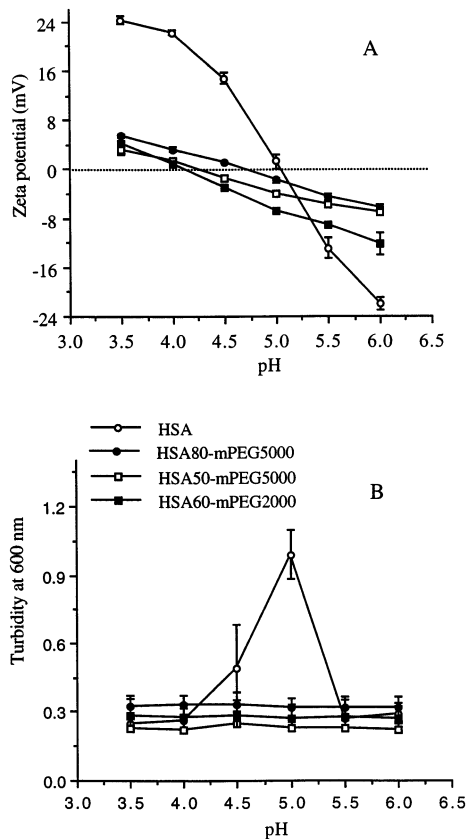 24
16
8
0
-8
-16
-24
Zeta potential (mV)
A
3.0 3.5 4.0 4.5 5.0 5.5 6.0 6.5
pH
HSA
HSA80-mPEG5000
HSA50-mPEG5000
HSA60-mPEG2000
B
1.2
0.9
0.6
0.3
0.0
Turbidity at 600 nm
3.0 3.5 4.0 4.5 5.0 5.5 6.0 6.5
pH